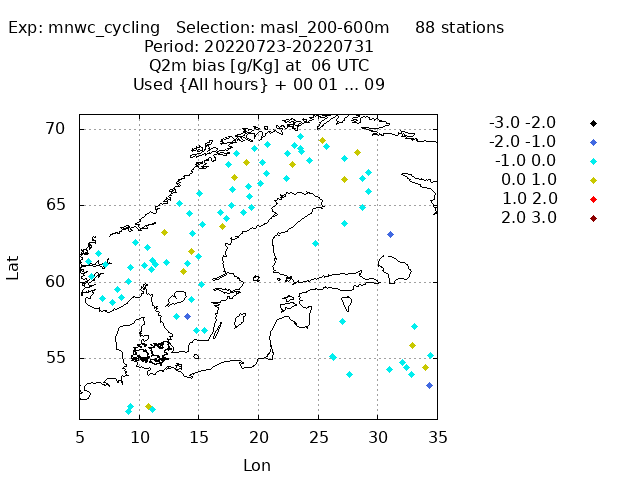 Exp: mnwc_cycling   Selection: masl_200-600m     88 stations
Period: 20220723-20220731
Q2m bias [g/Kg] at  06 UTC
Used {All hours} + 00 01 ... 09
-3.0 -2.0
-2.0 -1.0
-1.0 0.0
0.0 1.0
1.0 2.0
2.0 3.0
70
65
60
55
Lat
5 10 15 20 25 30 35
Lon